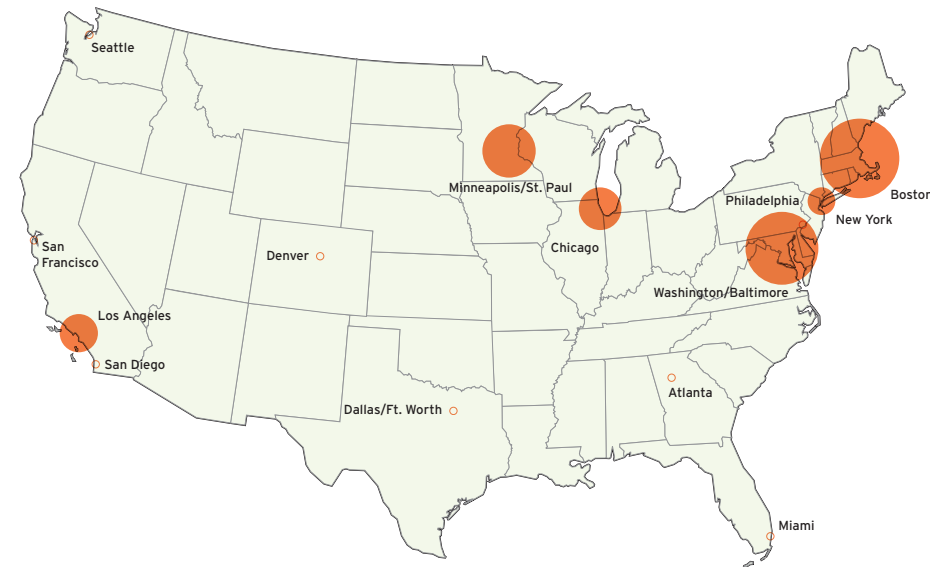 Seattle
Minneapolis/St. Paul
Boston
Philadelphia
New York
San
Francisco
Denver
Chicago
Washington/Baltimore
Los Angeles
San Diego
Dallas/Ft. Worth
Atlanta
Miami